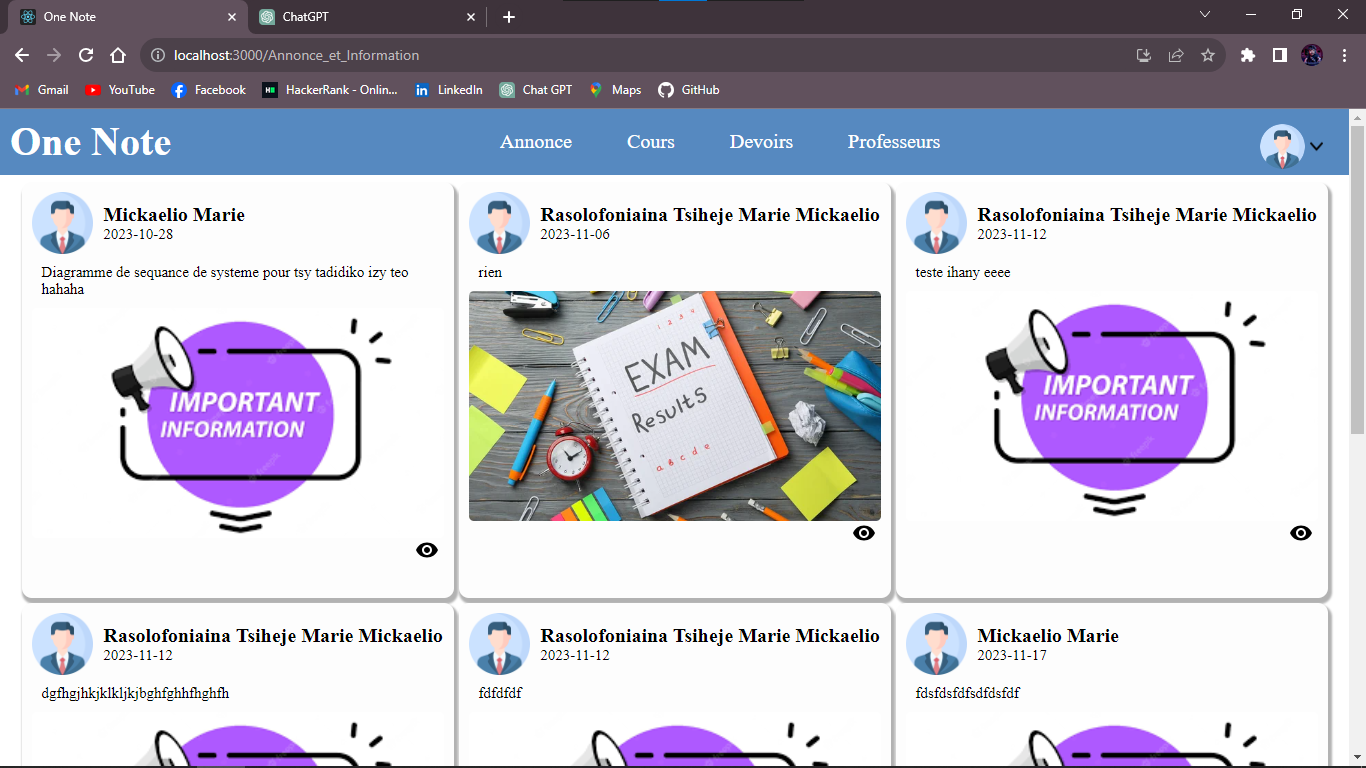 One Note
ChatGPT
localhost:3000/Annonce_et_Information
Gmail
YouTube
Facebook
HackerRank - Onlin...
LinkedIn
Chat GPT
Maps
GitHub
One Note
Annonce
Cours
Devoirs
Professeurs
Mickaelio Marie
2023-10-28
Diagramme de sequance de systeme pour tsy tadidiko izy teo
hahaha
IMPORTANT
INFORMATION
Rasolofoniaina Tsiheje Marie Mickaelio
2023-11-06
rien
1 2 3 4
EXAM
Results
a b c d e
Rasolofoniaina Tsiheje Marie Mickaelio
2023-11-12
teste ihany eeee
IMPORTANT
INFORMATION
Rasolofoniaina Tsiheje Marie Mickaelio
2023-11-12
dgfhgjhkjklkljkjbghfghhfhghfh
Rasolofoniaina Tsiheje Marie Mickaelio
2023-11-12
fdfdfdf
Mickaelio Marie
2023-11-17
fdsfdsfdfsdfdsfdf